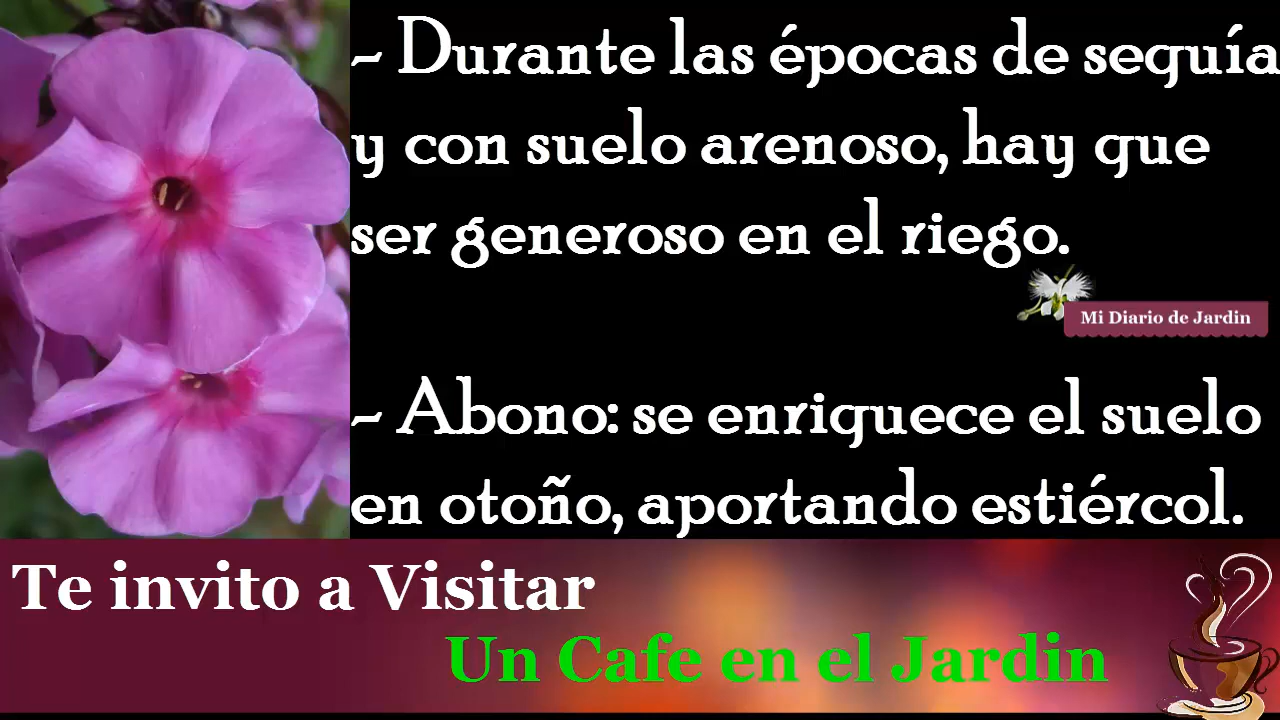 - Durante las épocas de sequía
y con suelo arenoso, hay que
ser generoso en el riego.
Mi Diario de Jardin
- Abono: se enriquece el suelo
en otoño, aportando estiércol.
Te invito a Visitar
Un Cafe en el Jardin